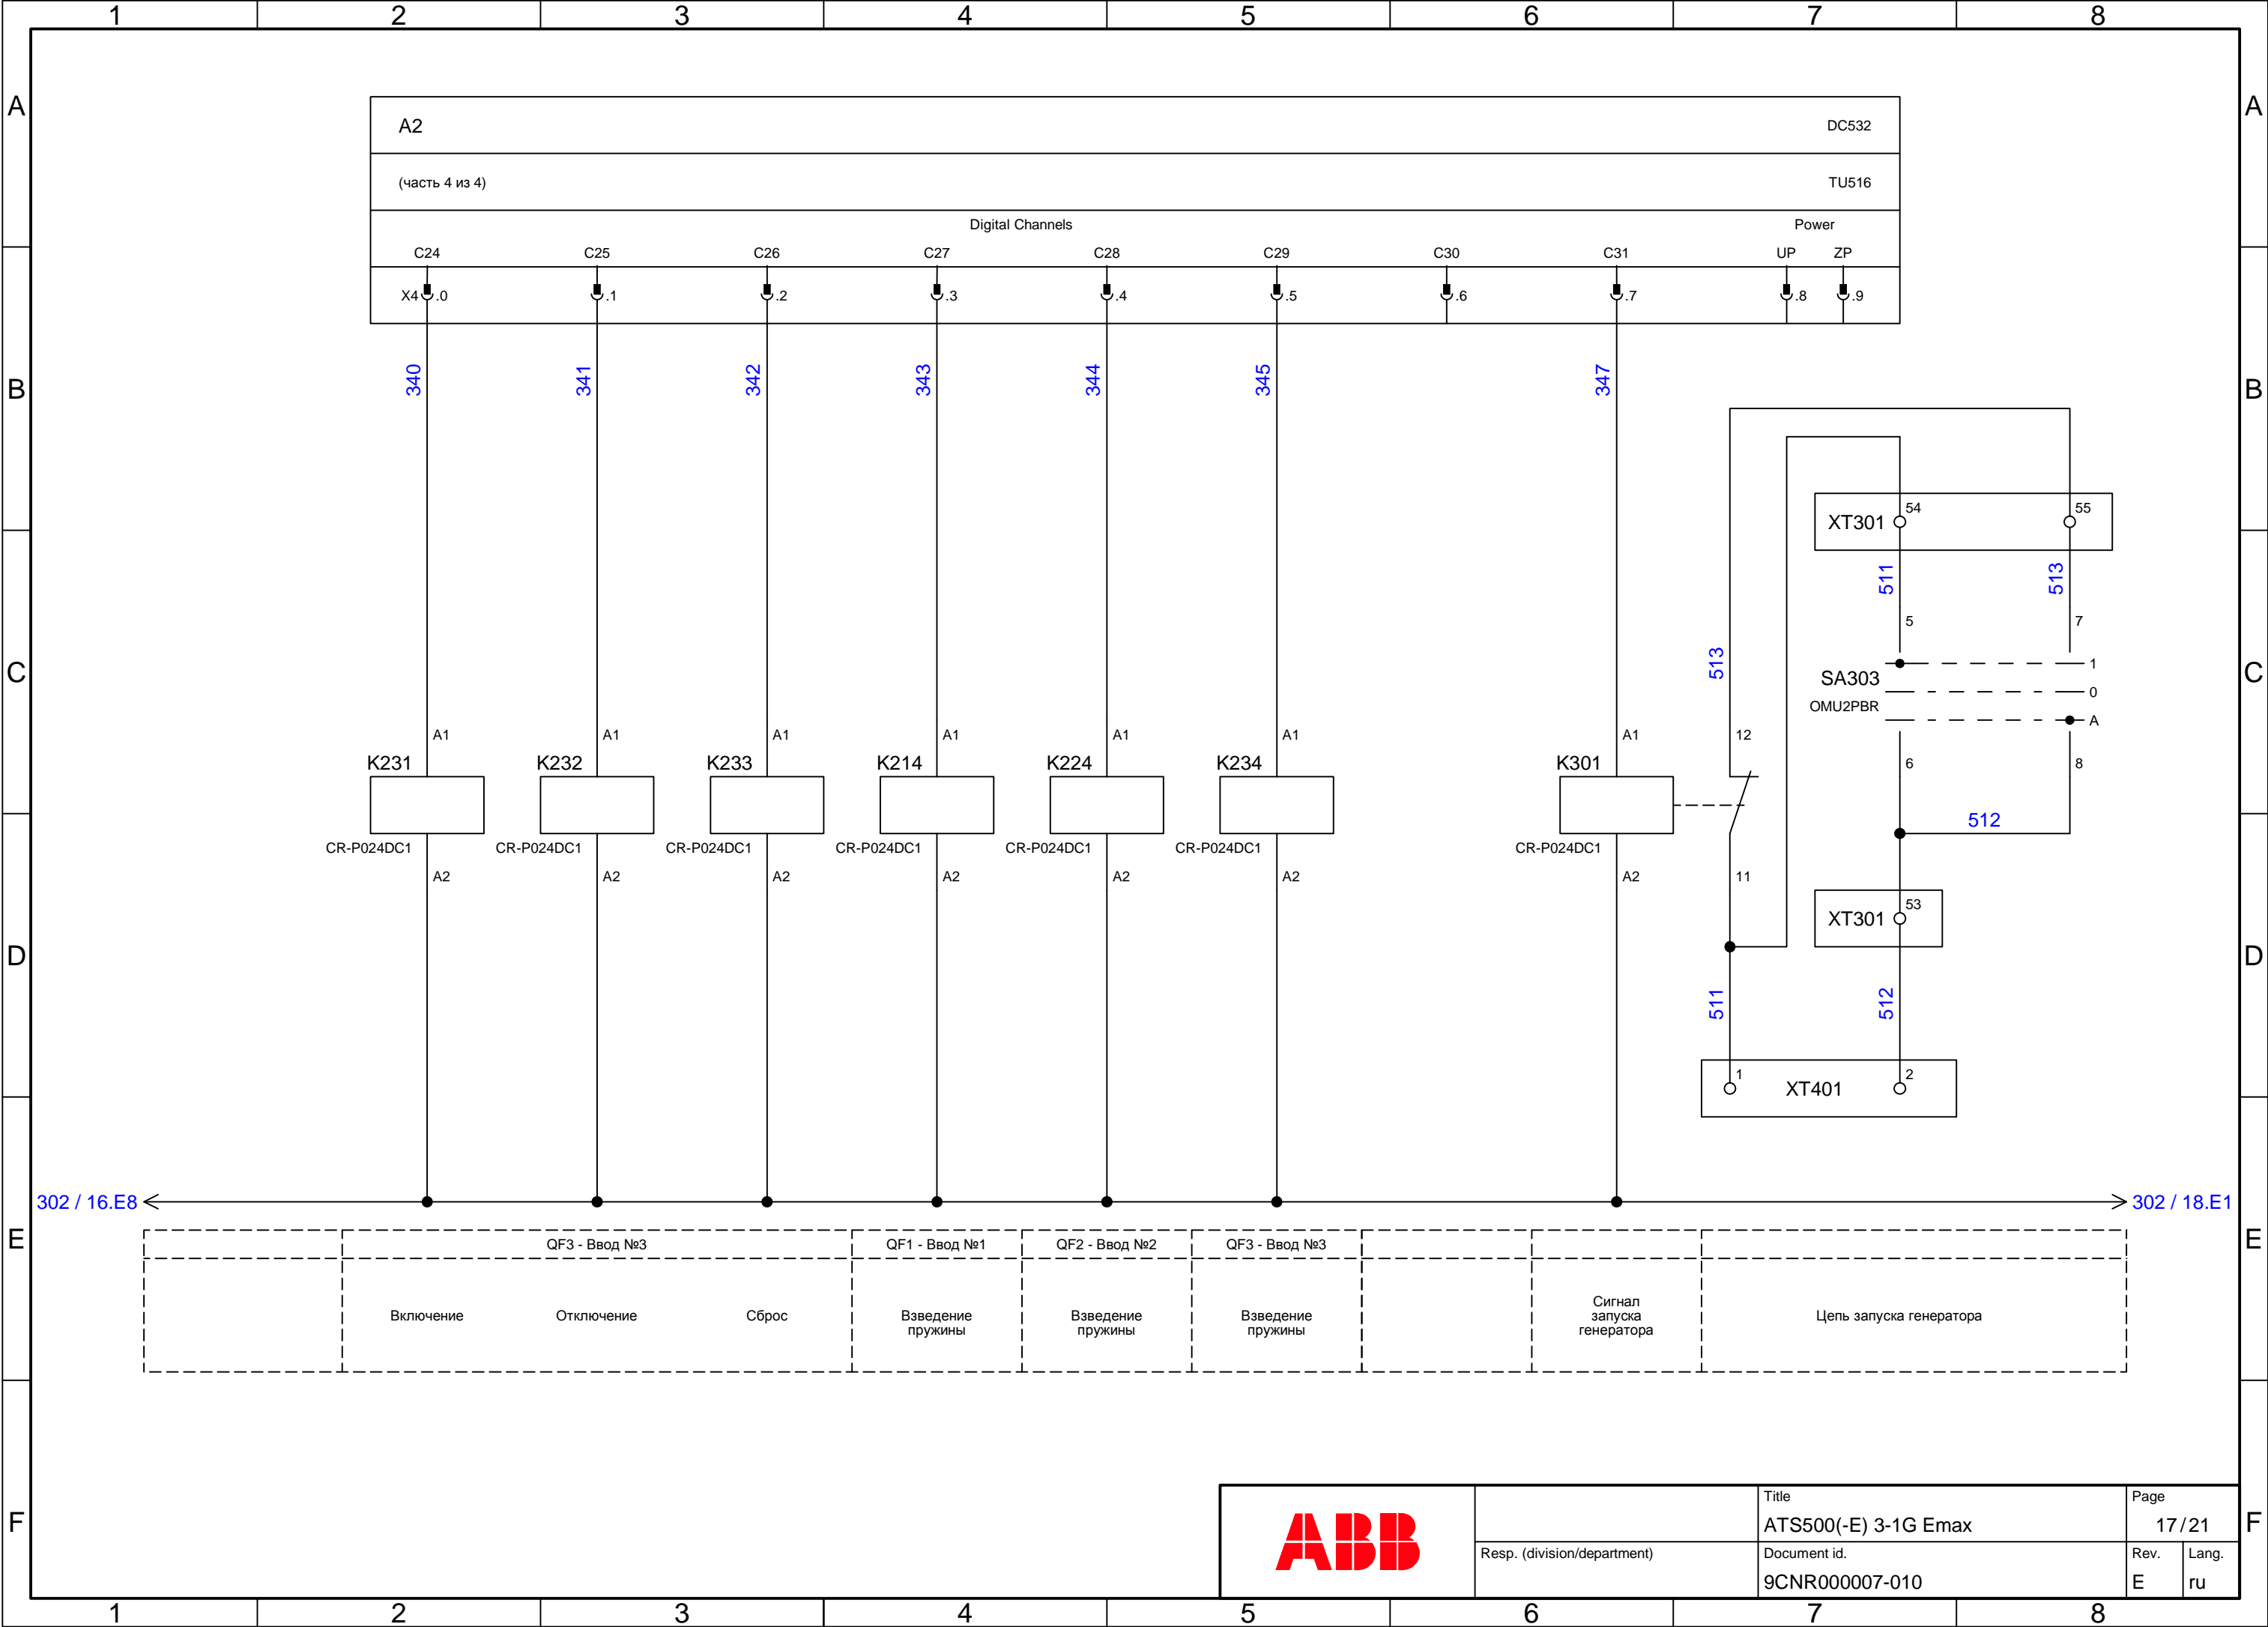 1 2 3 4 5 6 7 8
A A
A2 DC532
(часть 4 из 4) TU516
Digital Channels Power
C24 C25 C26 C27 C28 C29 C30 C31 UP ZP
X4 .0 .1 .2 .3 .4 .5 .6 .7 .8 .9
340 341 342 343 344 345 347
B B
XT301 54 55
511 513
5 7
513
C C
SA303 1
0
OMU2PBR
A
A1 A1 A1 A1 A1 A1 A1 12
K231 K232 K233 K214 K224 K234 K301 6 8
512
CR-P024DC1 CR-P024DC1 CR-P024DC1 CR-P024DC1 CR-P024DC1 CR-P024DC1 CR-P024DC1
A2 A2 A2 A2 A2 A2 A2 11
XT301 53
D D
511 512
1 XT401 2
302 / 16.E8 302 / 18.E1
E E
QF3 - Ввод №3 QF1 - Ввод №1 QF2 - Ввод №2 QF3 - Ввод №3
Включение Отключение Сброс
Взведение
пружины
Взведение
пружины
Взведение
пружины
Сигнал
запуска
генератора
Цепь запуска генератора
F F
ABB
Title
ATS500(-E) 3-1G Emax
Page
17/21
Resp. (division/department)
Document id.
9CNR000007-010
Rev.
E
Lang.
ru
1 2 3 4 5 6 7 8